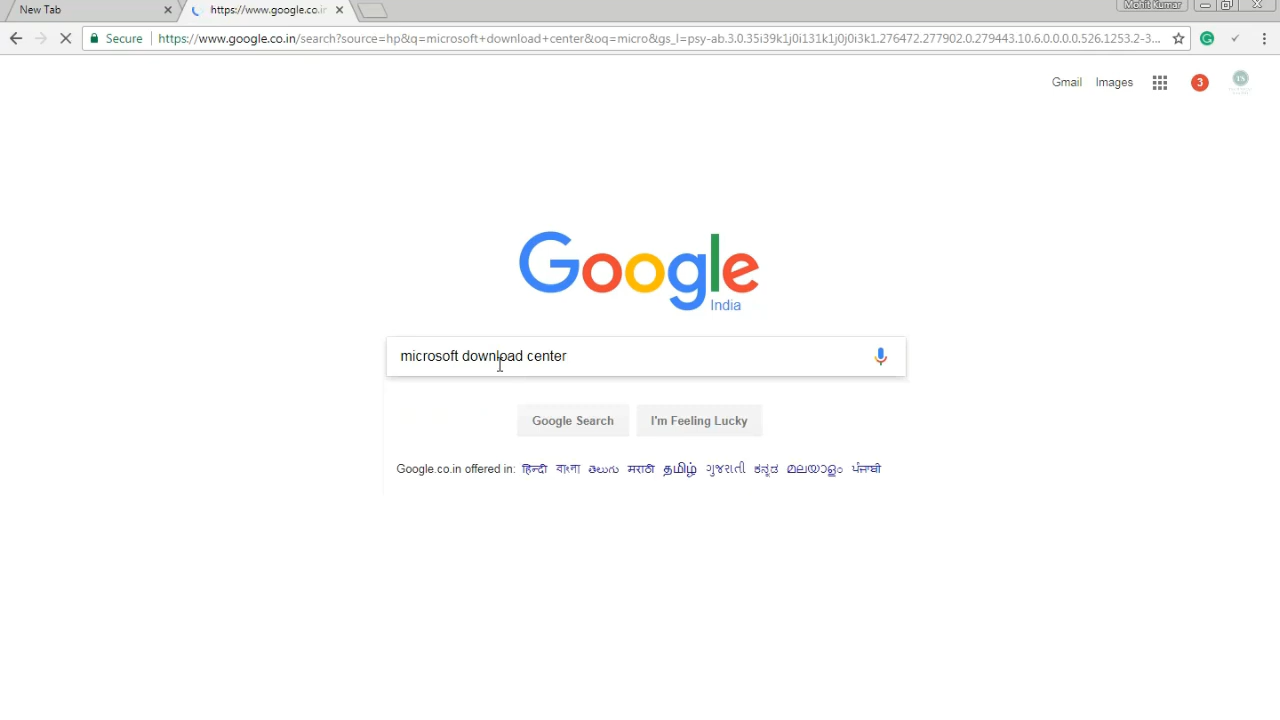 New Tab
https://www.google.co.in
Mohit Kumar
Secure
https://www.google.co.in/search?source=hp&q=microsoft+download+center&oq=micro&gs_l=psy-ab.3.0.35i39k1j0i131k1j0j0i3k1.276472.277902.0.279443.10.6.0.0.0.0.526.1253.2-3...
Gmail Images
3
Google
India
microsoft download center
Google Search I'm Feeling Lucky
Google.co.in offered in: हिन्दी বাংলা తెలుగు मराठी தமிழ் ગુજરાતી ಕನ್ನಡ മലയാളം ਪੰਜਾਬੀ